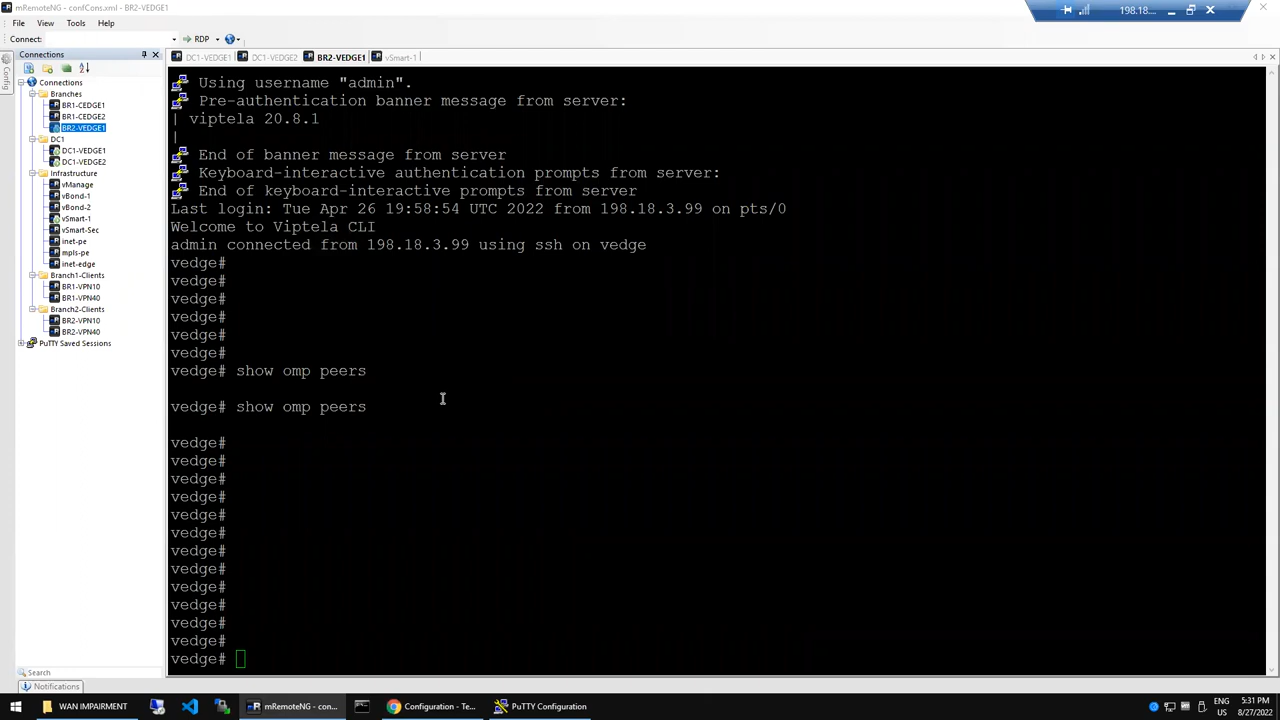 mRemoteNG - confCons.xml - BR2-VEDGE1
198.18....
File View Tools Help
Connect: RDP
Connections
DC1-VEDGE1 DC1-VEDGE2 BR2-VEDGE1 vSmart-1
Config
Connections
Branches
BR1-CEDGE1
BR1-CEDGE2
BR2-VEDGE1
DC1
DC1-VEDGE1
DC1-VEDGE2
Infrastructure
vManage
vBond-1
vBond-2
vSmart-1
vSmart-Sec
inet-pe
mpls-pe
inet-edge
Branch1-Clients
BR1-VPN10
BR1-VPN40
Branch2-Clients
BR2-VPN10
BR2-VPN40
PuTTY Saved Sessions
Search
Notifications
Using username "admin".
Pre-authentication banner message from server:
| viptela 20.8.1
|
End of banner message from server
Keyboard-interactive authentication prompts from server:
End of keyboard-interactive prompts from server
Last login: Tue Apr 26 19:58:54 UTC 2022 from 198.18.3.99 on pts/0
Welcome to Viptela CLI
admin connected from 198.18.3.99 using ssh on vedge
vedge#
vedge#
vedge#
vedge#
vedge#
vedge#
vedge# show omp peers
vedge# show omp peers
vedge#
vedge#
vedge#
vedge#
vedge#
vedge#
vedge#
vedge#
vedge#
vedge#
vedge#
vedge#
vedge#
WAN IMPAIRMENT
mRemoteNG - con...
Configuration - Te...
PuTTY Configuration
ENG
US
5:31 PM
8/27/2022